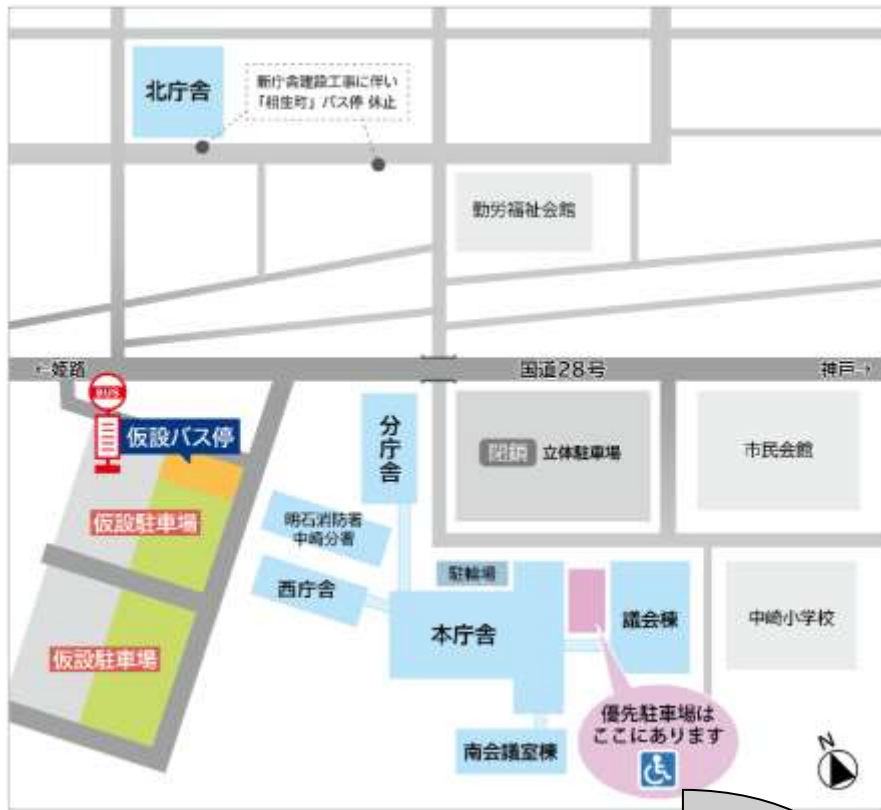 北庁舎
新庁舎建設工事に伴い
「相生町」バス停 休止
勤労福祉会館
←姫路
国道28号
神戸→
BUS
仮設バス停
分庁舎
閉鎖 立体駐車場
市民会館
仮設駐車場
明石消防署
中崎分署
西庁舎
駐輪場
本庁舎
議会棟
中崎小学校
仮設駐車場
優先駐車場は
ここにあります
南会議室棟
N